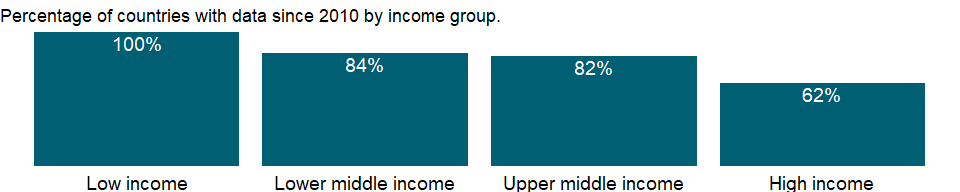 Percentage of countries with data since 2010 by income group.
100%
84%
82%
62%
Low income
Lower middle income
Upper middle income
High income